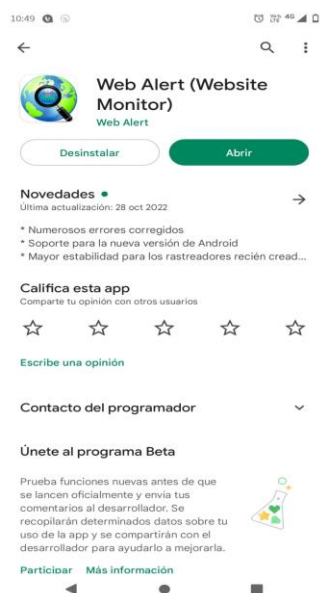 10:49
4G
Web Alert (Website
Monitor)
Web Alert
Desinstalar
Abrir
Novedades
Última actualización: 28 oct 2022
* Numerosos errores corregidos
* Soporte para la nueva versión de Android
* Mayor estabilidad para los rastreadores recién cread...
Califica esta app
Comparte tu opinión con otros usuarios
Escribe una opinión
Contacto del programador
Únete al programa Beta
Prueba funciones nuevas antes de que
se lancen oficialmente y envía tus
comentarios al desarrollador. Se
recopilarán determinados datos sobre tu
uso de la app y se compartirán con el
desarrollador para ayudarlo a mejorarla.
Participar Más información